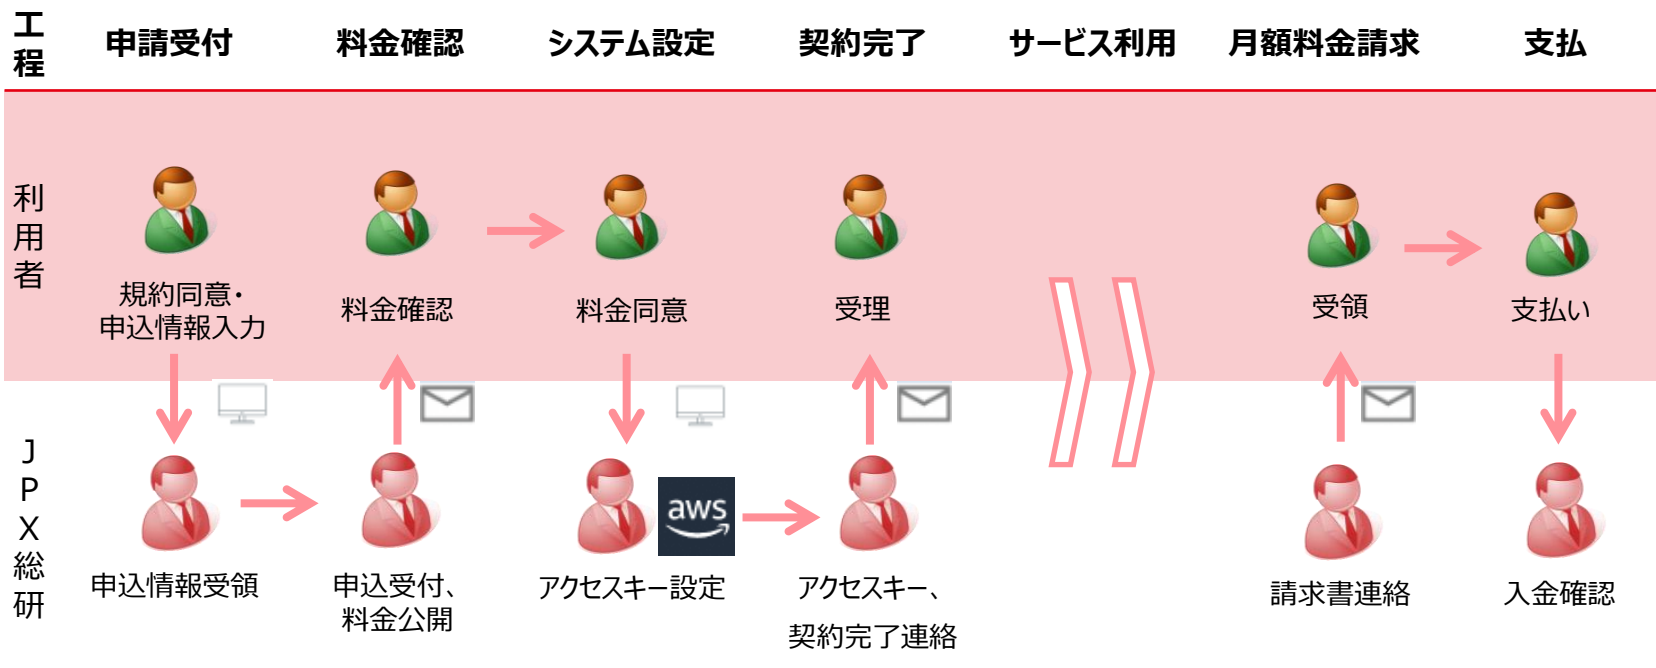 工程
申請受付
料金確認
システム設定
契約完了
サービス利用
月額料金請求
支払
利用者
規約同意・
申込情報入力
料金確認
料金同意
受理
受領
支払い
JPX総研
申込情報受領
申込受付、
料金公開
aws
アクセスキー設定
アクセスキー、
契約完了連絡
請求書連絡
入金確認